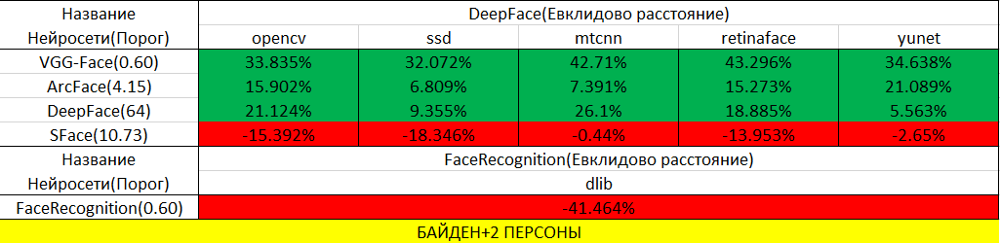 Название DeepFace(Евклидово расстояние)
Нейросети(Порог) opencv ssd mtcnn retinaface yunet
VGG-Face(0.60) 33.835% 32.072% 42.71% 43.296% 34.638%
ArcFace(4.15) 15.902% 6.809% 7.391% 15.273% 21.089%
DeepFace(64) 21.124% 9.355% 26.1% 18.885% 5.563%
SFace(10.73) -15.392% -18.346% -0.44% -13.953% -2.65%
Название FaceRecognition(Евклидово расстояние)
Нейросети(Порог) dlib
FaceRecognition(0.60) -41.464%
БАЙДЕН+2 ПЕРСОНЫ